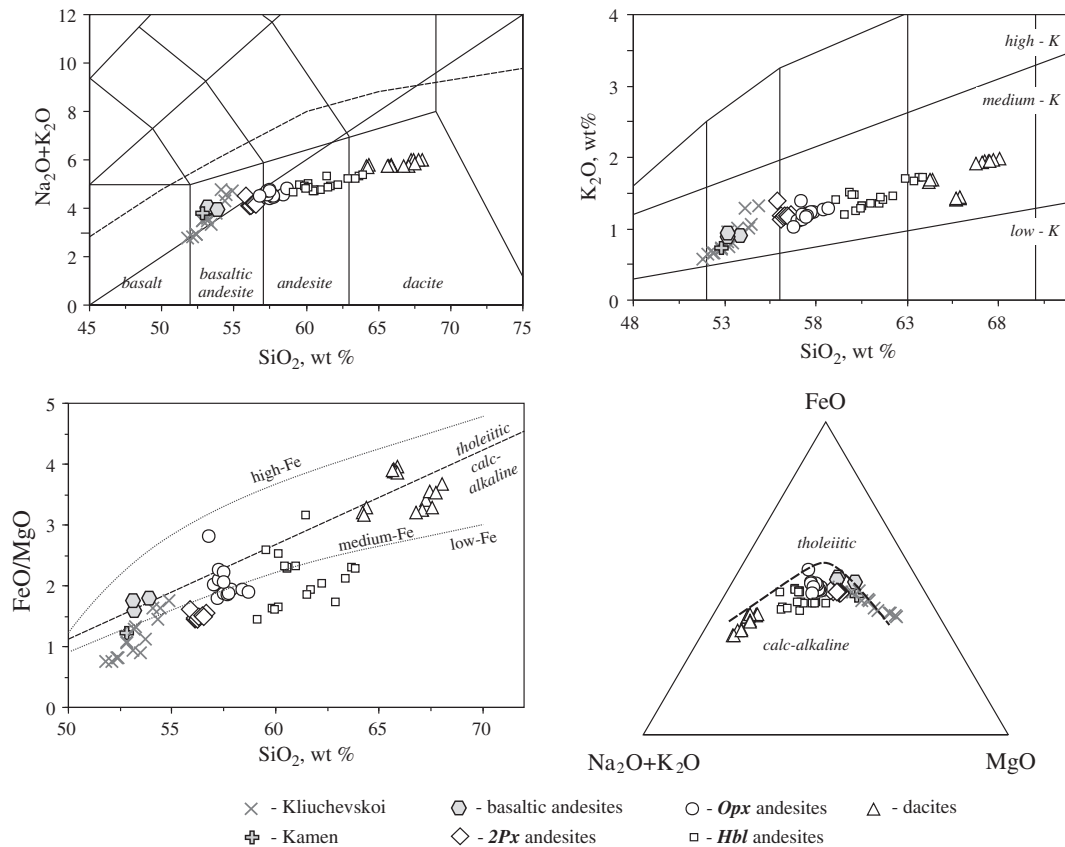 12
10
8
6
4
2
0
Na₂O+K₂O
basalt
basaltic
andesite
andesite
dacite
45 50 55 60 65 70 75
SiO₂, wt %
4
3
2
1
0
K₂O, wt%
high - K
medium - K
low - K
48 53 58 63 68
SiO₂, wt %
5
4
3
2
1
0
FeO/MgO
high-Fe
tholeiitic
calc-
alkaline
medium-Fe
low-Fe
50 55 60 65 70
SiO₂, wt %
FeO
tholeiitic
calc-alkaline
Na₂O+K₂O MgO
- Kliuchevskoi - basaltic andesites - Opx andesites - dacites
- Kamen - 2Px andesites - Hbl andesites